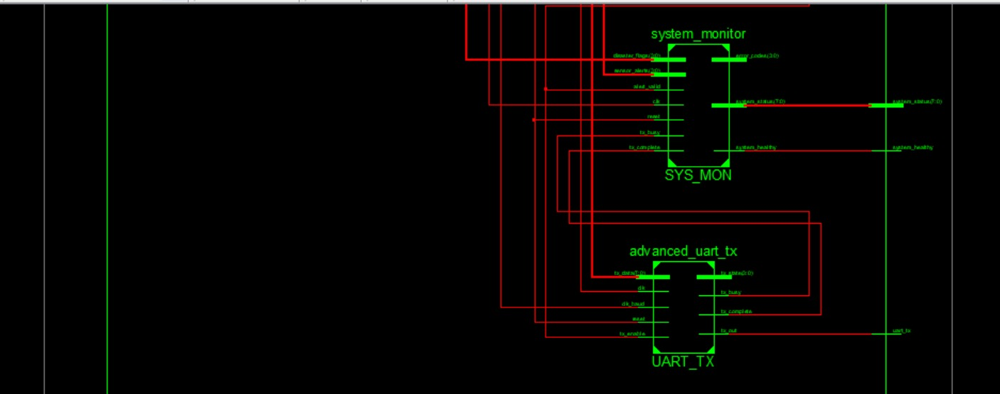 system_monitor
disaster_flags(3:0)
error_codes(3:0)
sensor_alerts(3:0)
alert_valid
clk
system_status(7:0)
system_status(7:0)
reset
tx_busy
tx_complete
system_healthy
system_healthy
SYS_MON
advanced_uart_tx
tx_data(7:0)
tx_state(3:0)
clk
tx_busy
clk_baud
tx_complete
reset
tx_enable
tx_out
uart_tx
UART_TX